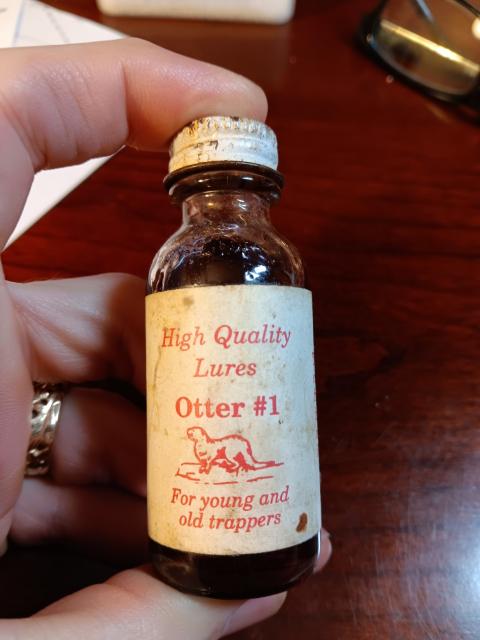 High Quality
Lures
Otter #1
For young and
old trappers